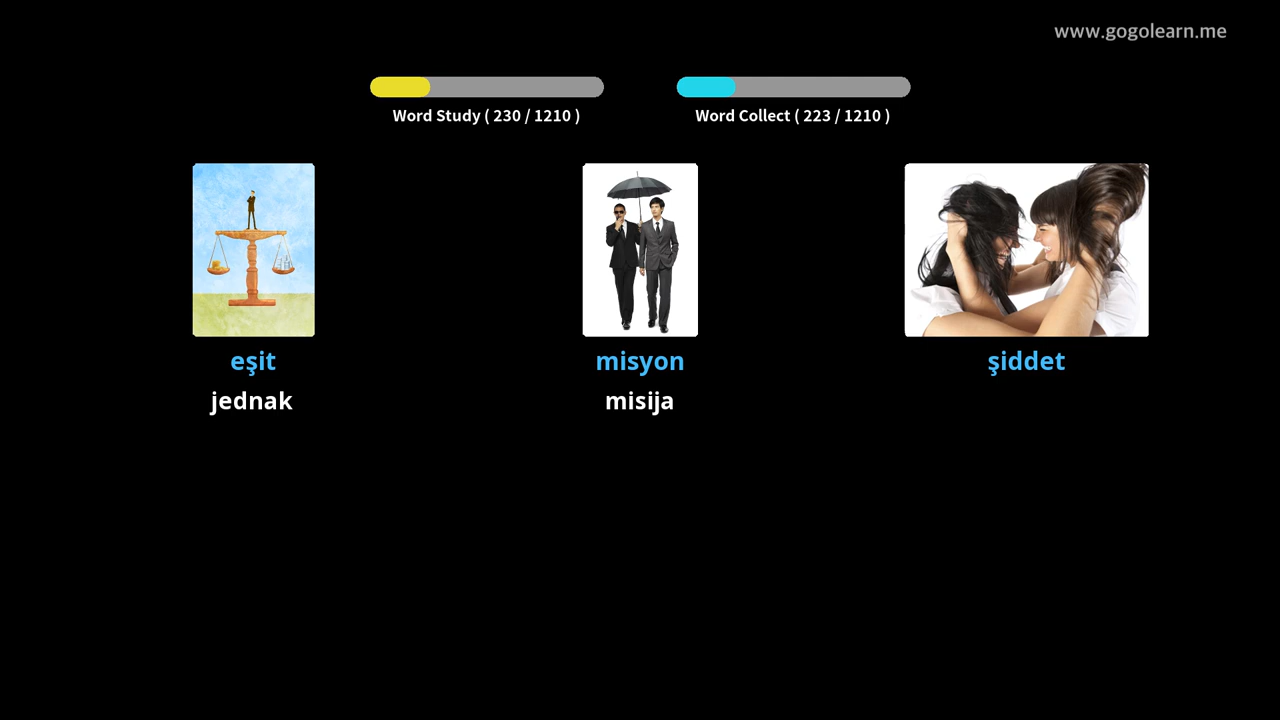 www.gogolearn.me
Word Study ( 230 / 1210 )
Word Collect ( 223 / 1210 )
eşit
misyon
şiddet
jednak
misija